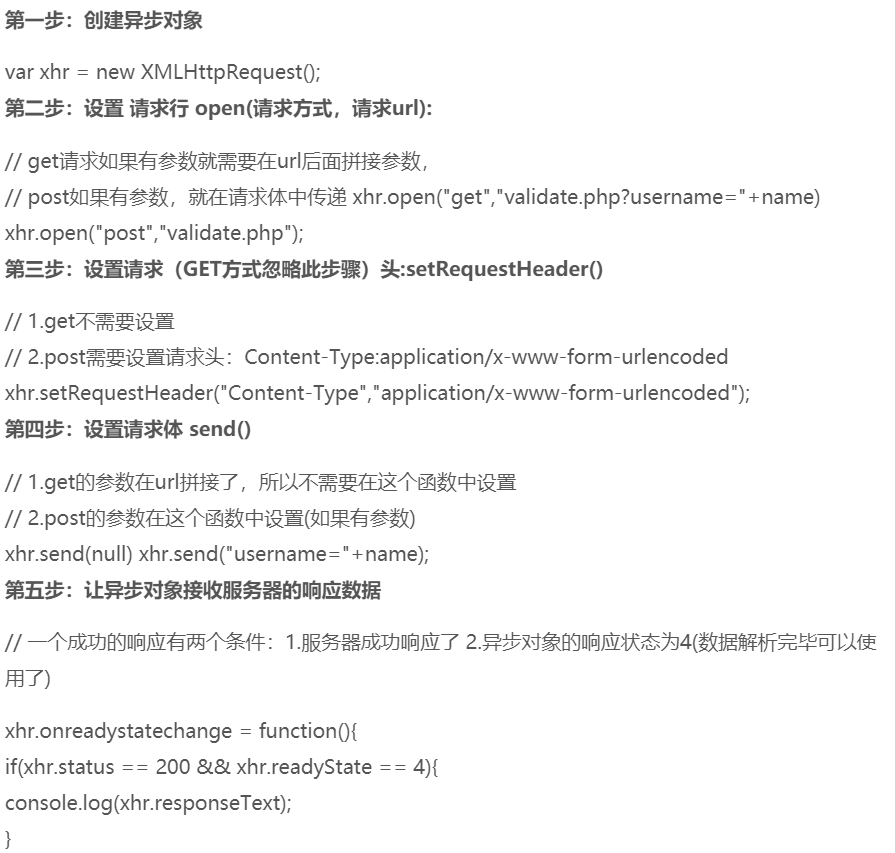 第一步：创建异步对象
var xhr = new XMLHttpRequest();
第二步：设置 请求行 open(请求方式，请求url):
// get请求如果有参数就需要在url后面拼接参数，
// post如果有参数，就在请求体中传递 xhr.open("get","validate.php?username="+name)
xhr.open("post","validate.php");
第三步：设置请求（GET方式忽略此步骤）头:setRequestHeader()
// 1.get不需要设置
// 2.post需要设置请求头：Content-Type:application/x-www-form-urlencoded
xhr.setRequestHeader("Content-Type","application/x-www-form-urlencoded");
第四步：设置请求体 send()
// 1.get的参数在url拼接了，所以不需要在这个函数中设置
// 2.post的参数在这个函数中设置(如果有参数)
xhr.send(null) xhr.send("username="+name);
第五步：让异步对象接收服务器的响应数据
// 一个成功的响应有两个条件：1.服务器成功响应了 2.异步对象的响应状态为4(数据解析完毕可以使
用了)
xhr.onreadystatechange = function(){
if(xhr.status == 200 && xhr.readyState == 4){
console.log(xhr.responseText);
}